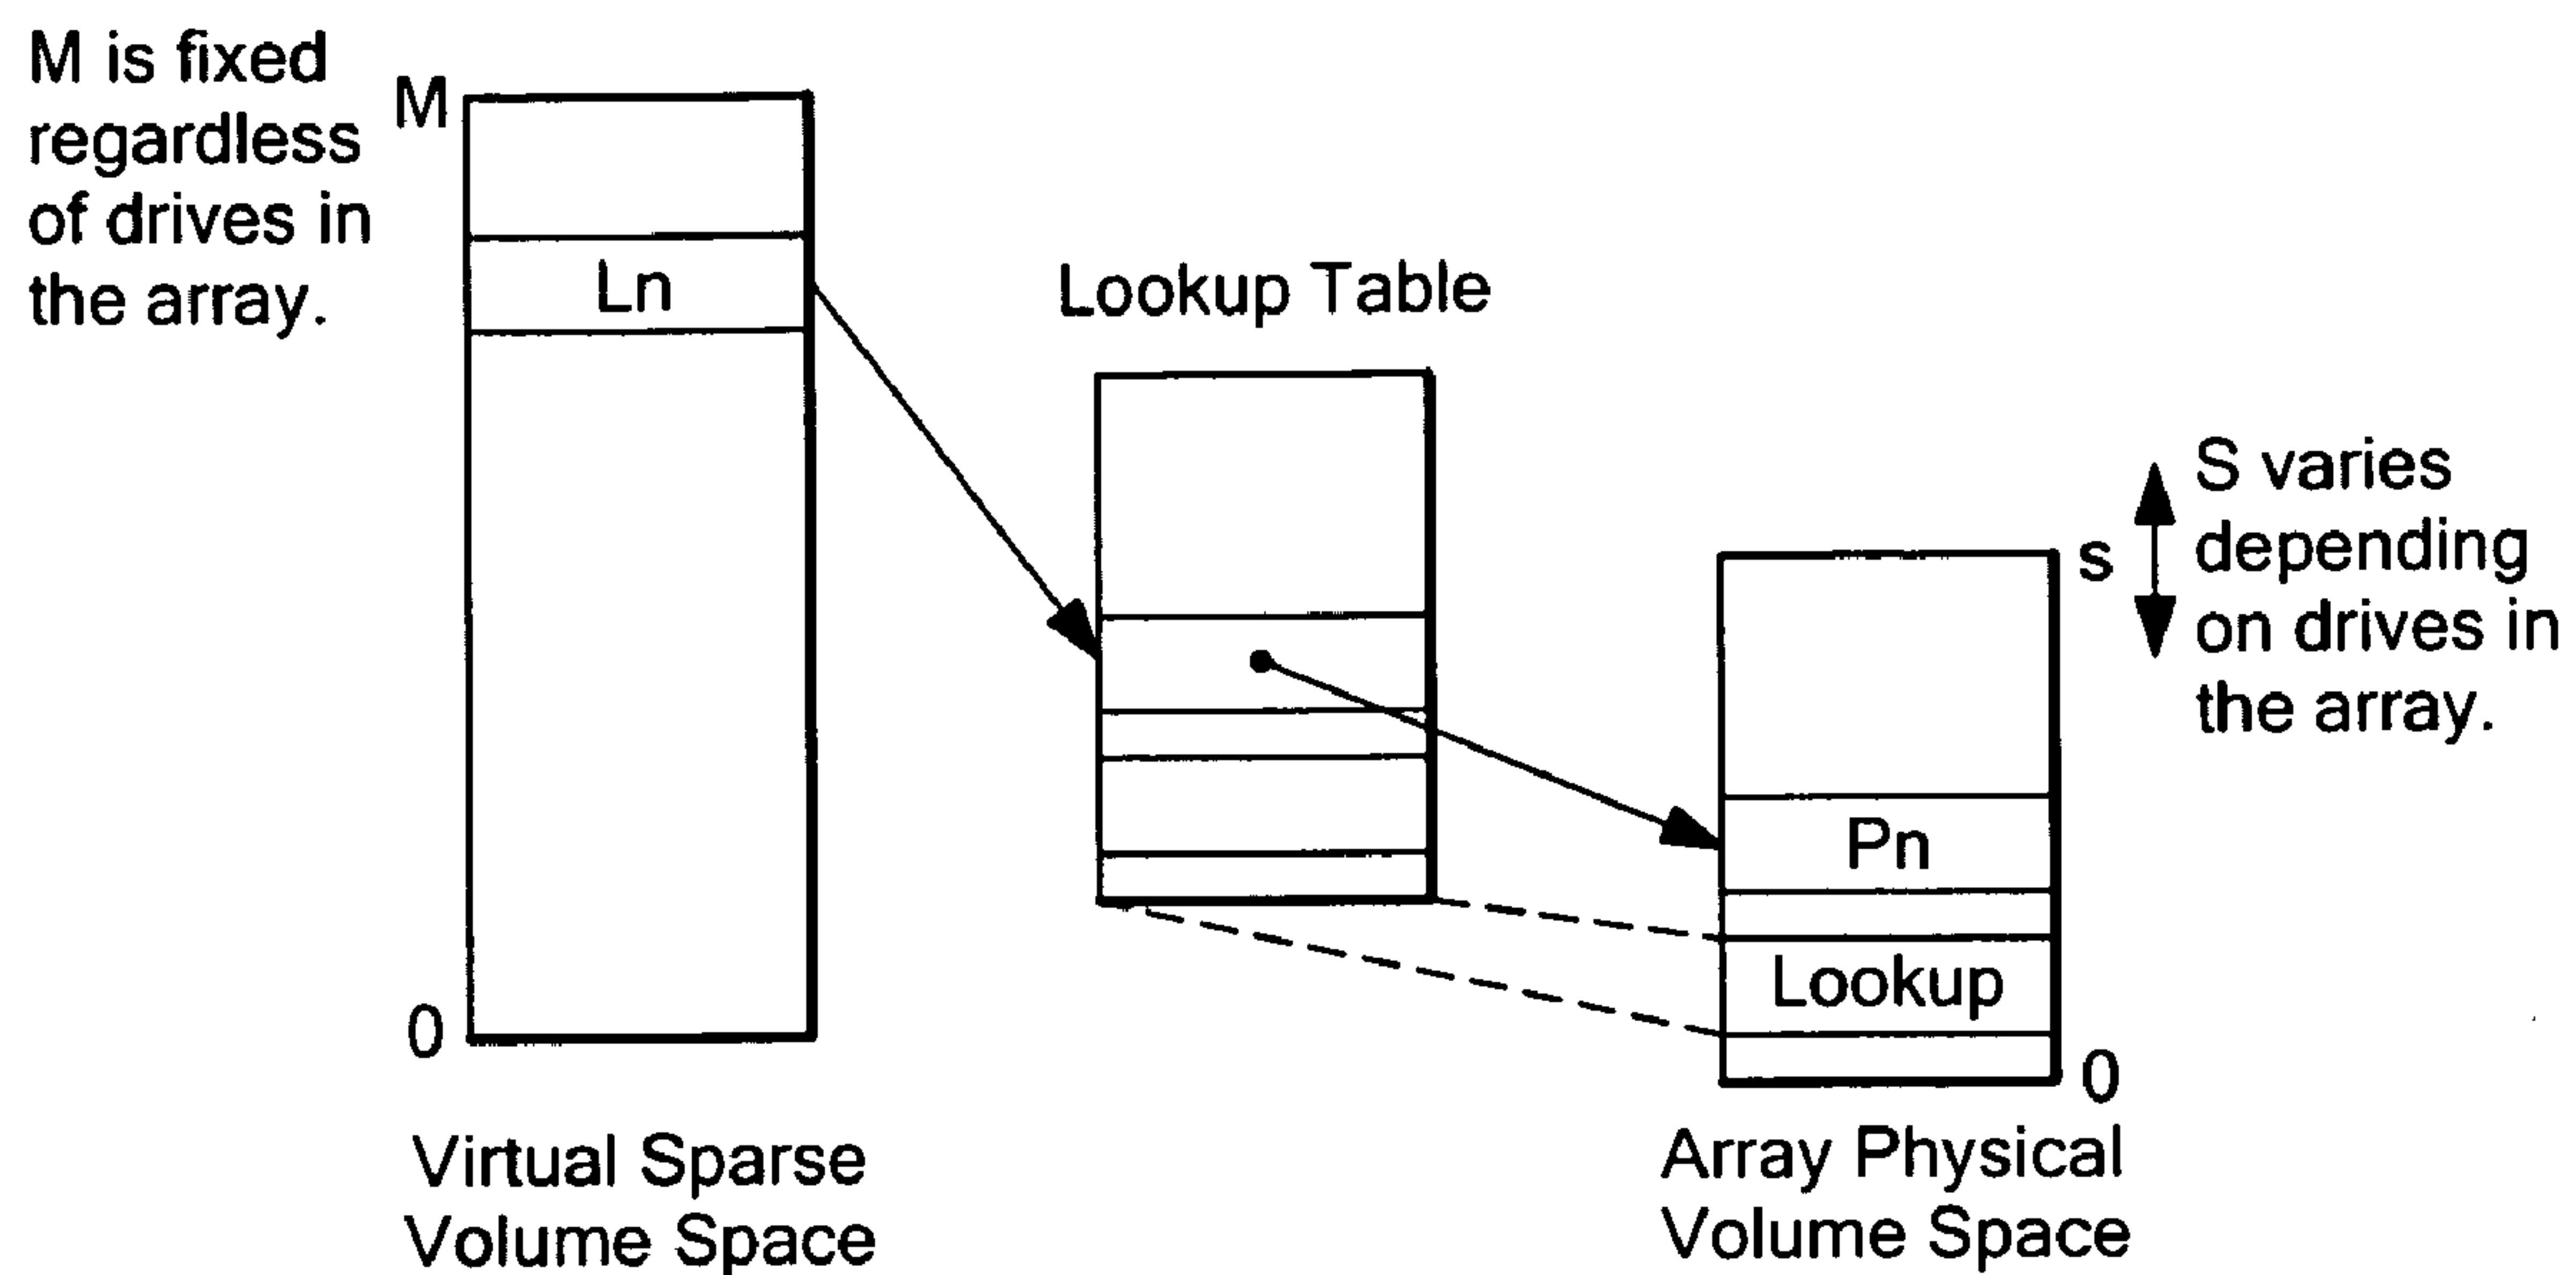 M is fixed
regardless
of drives in
the array.
M
Ln
0
Virtual Sparse
Volume Space
Lookup Table
s
S varies
depending
on drives in
the array.
Pn
Lookup
0
Array Physical
Volume Space